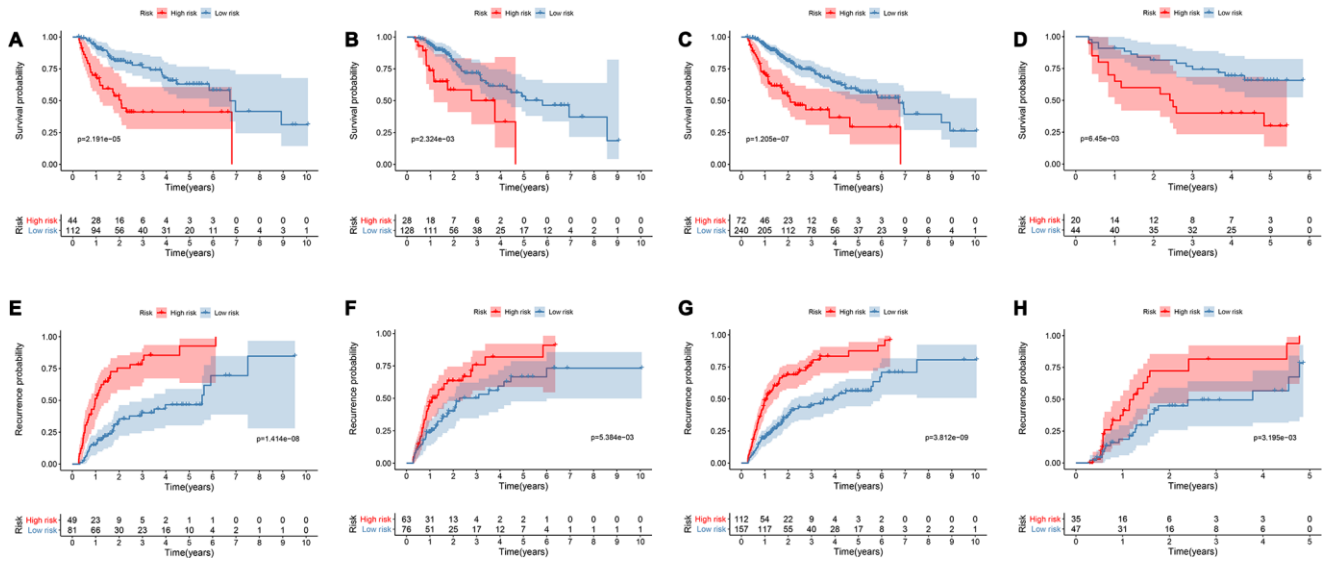 A
Risk High risk Low risk
Survival probability
1.00
0.75
0.50
0.25
0.00
p=2.191e−05
0 1 2 3 4 5 6 7 8 9 10
Time(years)
Risk
High risk 44 28 16 6 4 3 3 0 0 0 0
Low risk 112 94 56 40 31 20 11 5 4 3 1
0 1 2 3 4 5 6 7 8 9 10
Time(years)
B
Risk High risk Low risk
Survival probability
1.00
0.75
0.50
0.25
0.00
p=2.324e−03
0 1 2 3 4 5 6 7 8 9 10
Time(years)
Risk
High risk 28 18 7 6 2 0 0 0 0 0 0
Low risk 128 111 56 38 25 17 12 4 2 1 0
0 1 2 3 4 5 6 7 8 9 10
Time(years)
C
Risk High risk Low risk
Survival probability
1.00
0.75
0.50
0.25
0.00
p=1.205e−07
0 1 2 3 4 5 6 7 8 9 10
Time(years)
Risk
High risk 72 46 23 12 6 3 3 0 0 0 0
Low risk 240 205 112 78 56 37 23 9 6 4 1
0 1 2 3 4 5 6 7 8 9 10
Time(years)
D
Risk High risk Low risk
Survival probability
1.00
0.75
0.50
0.25
0.00
p=6.45e−03
0 1 2 3 4 5 6
Time(years)
Risk
High risk 20 14 12 8 7 3 0
Low risk 44 40 35 32 25 9 0
0 1 2 3 4 5 6
Time(years)
E
Risk High risk Low risk
Recurrence probability
1.00
0.75
0.50
0.25
0.00
p=1.414e−08
0 1 2 3 4 5 6 7 8 9 10
Time(years)
Risk
High risk 49 23 9 5 2 1 1 0 0 0 0
Low risk 81 66 30 23 16 10 4 2 1 1 0
0 1 2 3 4 5 6 7 8 9 10
Time(years)
F
Risk High risk Low risk
Recurrence probability
1.00
0.75
0.50
0.25
0.00
p=5.384e−03
0 1 2 3 4 5 6 7 8 9 10
Time(years)
Risk
High risk 63 31 13 4 2 2 1 0 0 0 0
Low risk 76 51 25 17 12 7 4 1 1 1 1
0 1 2 3 4 5 6 7 8 9 10
Time(years)
G
Risk High risk Low risk
Recurrence probability
1.00
0.75
0.50
0.25
0.00
p=3.812e−09
0 1 2 3 4 5 6 7 8 9 10
Time(years)
Risk
High risk 112 54 22 9 4 3 2 0 0 0 0
Low risk 157 117 55 40 28 17 8 3 2 2 1
0 1 2 3 4 5 6 7 8 9 10
Time(years)
H
Risk High risk Low risk
Recurrence probability
1.00
0.75
0.50
0.25
0.00
p=3.195e−03
0 1 2 3 4 5
Time(years)
Risk
High risk 35 16 6 3 3 0
Low risk 47 31 16 8 6 0
0 1 2 3 4 5
Time(years)